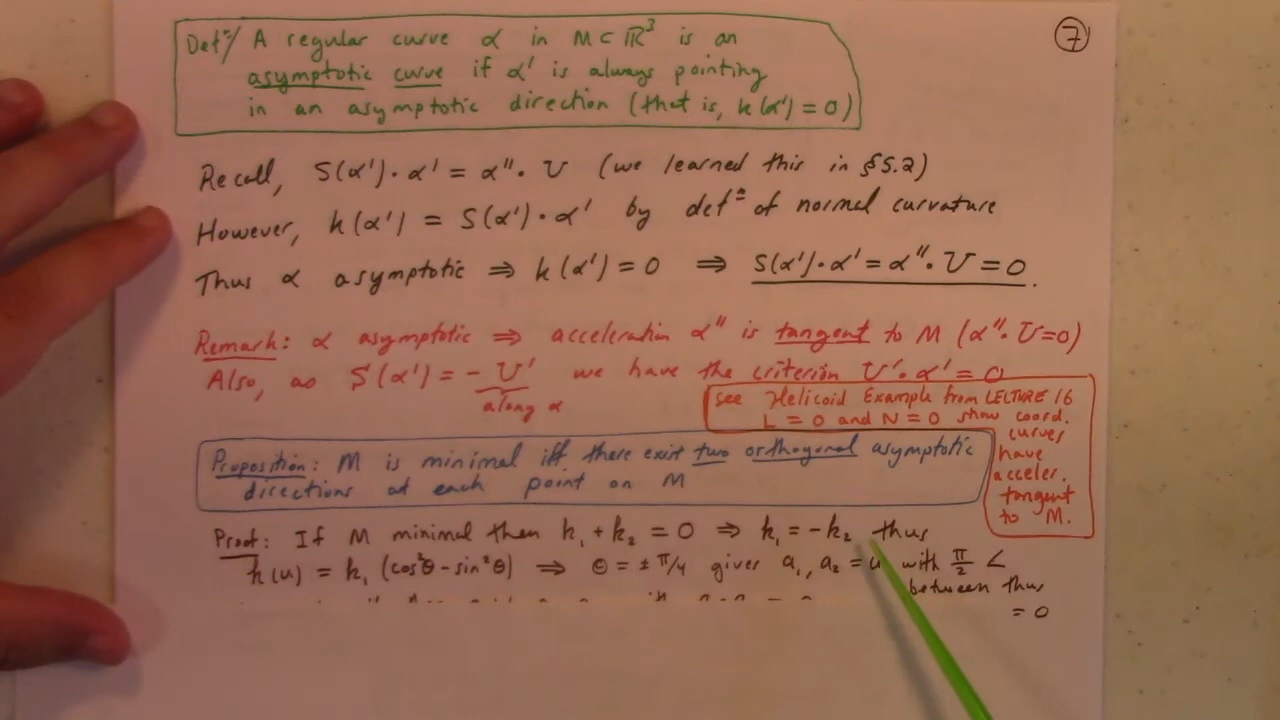 7
Defⁿ/ A regular curve α in M⊂ℝ³ is an
asymptotic curve if α' is always pointing
in an asymptotic direction (that is, k(α') = 0)
Recall, S(α')·α' = α''·U (we learned this in §5.2)
However, k(α') = S(α')·α' by defⁿ of normal curvature
Thus α asymptotic ⇒ k(α') = 0 ⇒ S(α')·α' = α''·U = 0.
Remark: α asymptotic ⇒ acceleration α'' is tangent to M (α''·U=0)
Also, as S(α') = -U' we have the criterion U'·α' = 0
along α
see Helicoid Example from LECTURE 16
L = 0 and N = 0 show coord.
curves
have
acceler.
tangent
to M.
Proposition: M is minimal iff there exist two orthogonal asymptotic
directions at each point on M
Proof: If M minimal then k₁ + k₂ = 0 ⇒ k₁ = -k₂ thus
k(u) = k₁ (cos²θ - sin²θ) ⇒ θ = ± π/4 gives a₁, a₂ = u with π/2 <
between thus
= 0